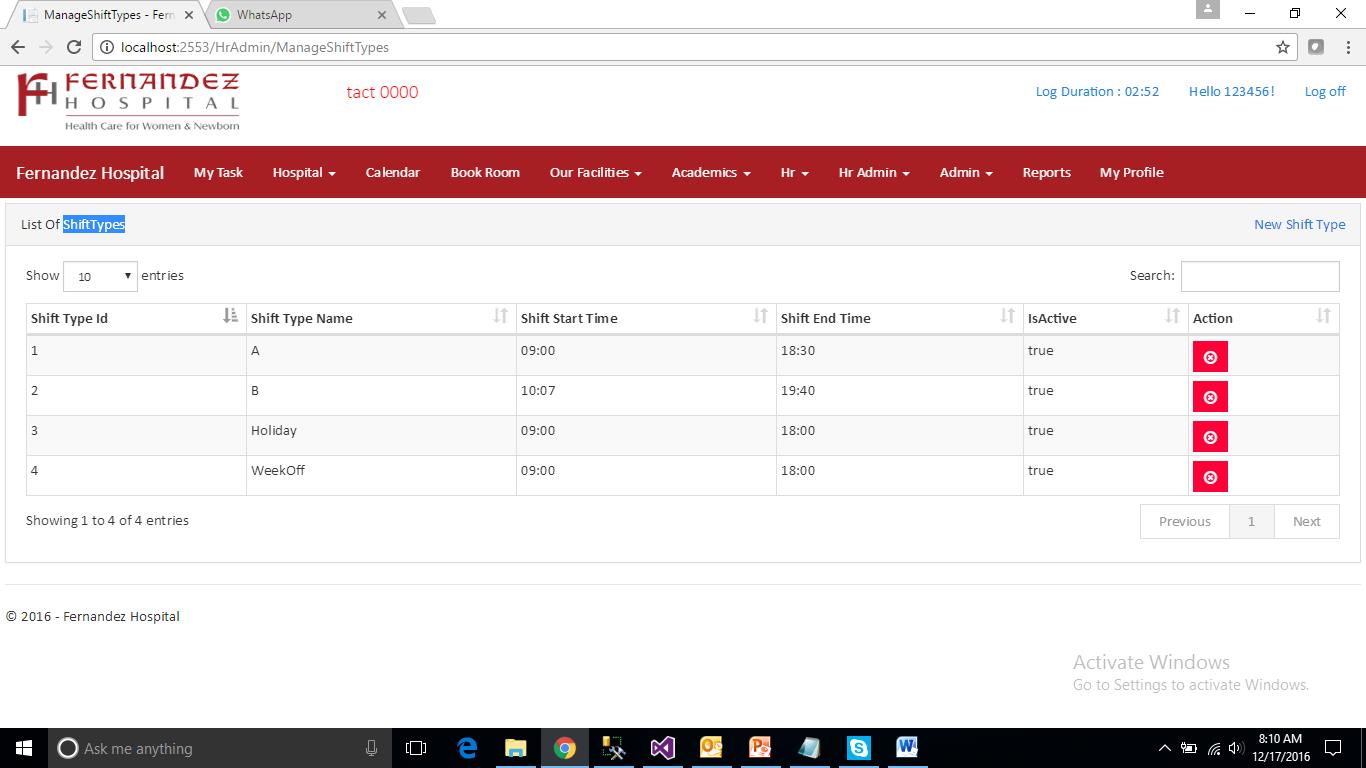 ManageShiftTypes - Fern
WhatsApp
localhost:2553/HrAdmin/ManageShiftTypes
FERNANDEZ
HOSPITAL
Health Care for Women & Newborn
tact 0000
Log Duration : 02:52 Hello 123456! Log off
Fernandez Hospital My Task Hospital Calendar Book Room Our Facilities Academics Hr Hr Admin Admin Reports My Profile
List Of ShiftTypes New Shift Type
Show 10 entries Search:
Shift Type Id Shift Type Name Shift Start Time Shift End Time IsActive Action
1 A 09:00 18:30 true
2 B 10:07 19:40 true
3 Holiday 09:00 18:00 true
4 WeekOff 09:00 18:00 true
Showing 1 to 4 of 4 entries Previous 1 Next
© 2016 - Fernandez Hospital
Activate Windows
Go to Settings to activate Windows.
Ask me anything
8:10 AM
12/17/2016